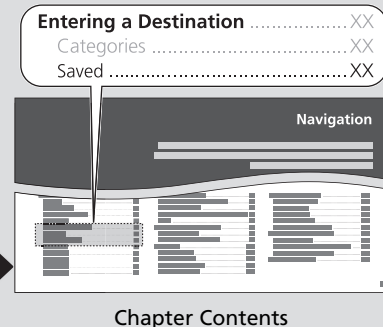 Entering a Destination ........................ XX
Categories ........................................ XX
Saved ................................................ XX
Navigation
Chapter Contents